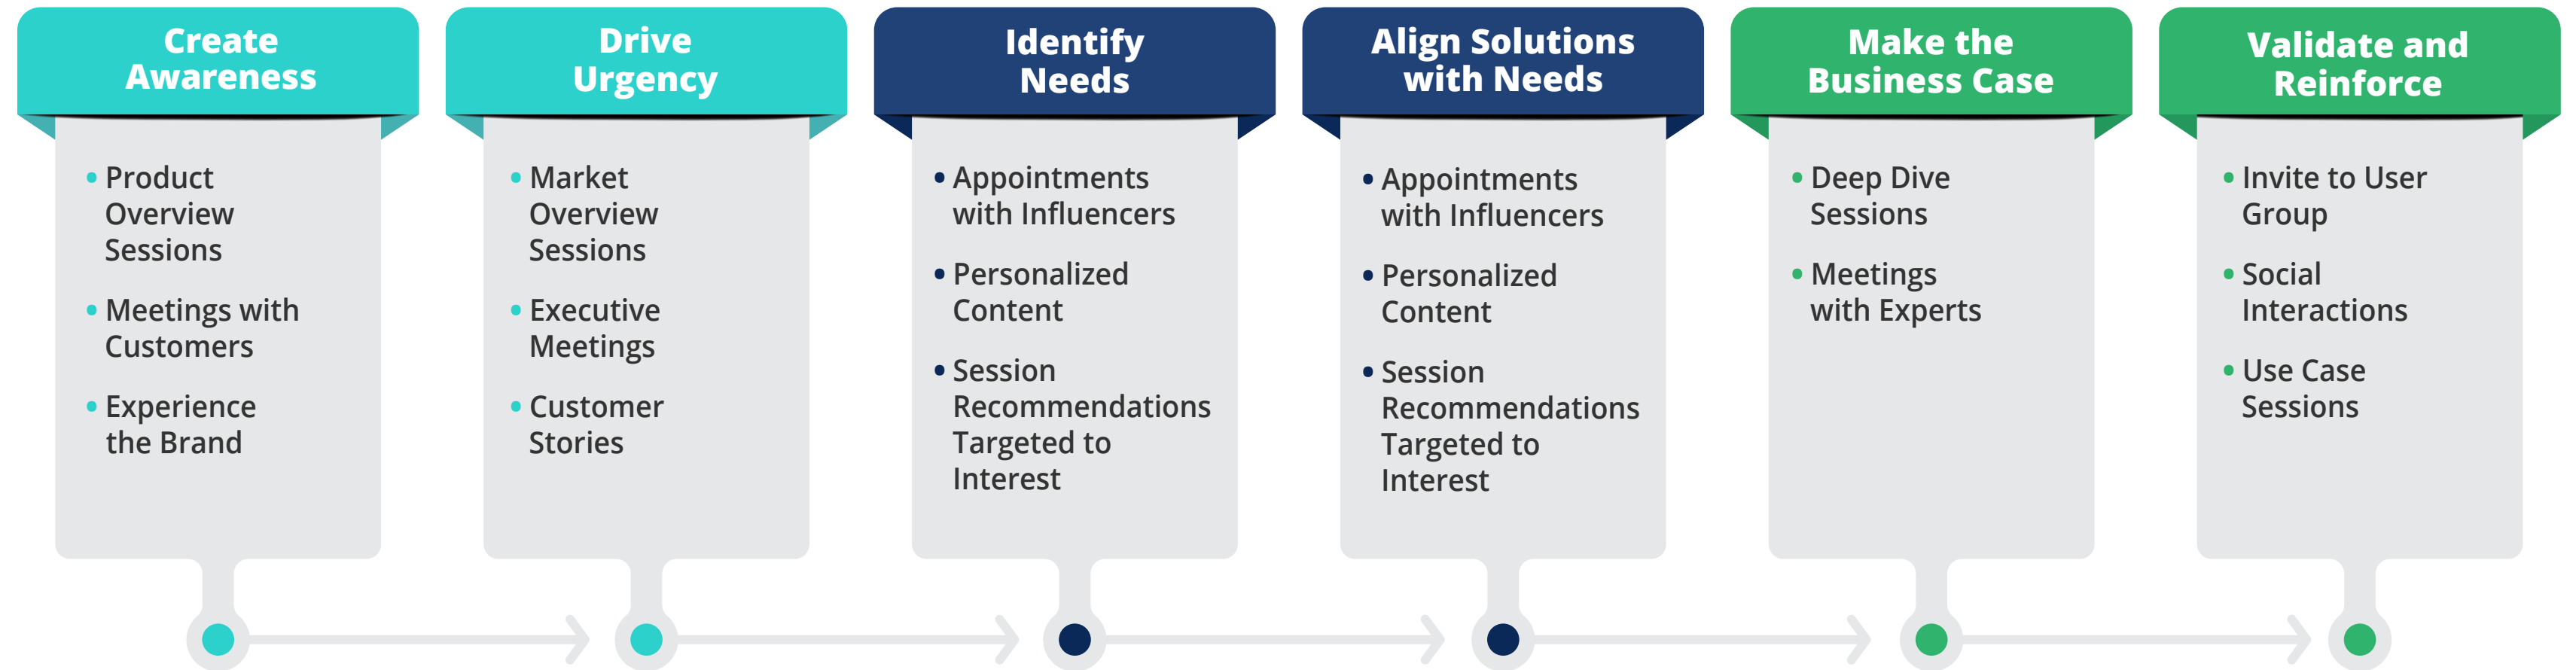 Create
Awareness
• Product
Overview
Sessions
• Meetings with
Customers
• Experience
the Brand
Drive
Urgency
• Market
Overview
Sessions
• Executive
Meetings
• Customer
Stories
Identify
Needs
• Appointments
with Influencers
• Personalized
Content
• Session
Recommendations
Targeted to
Interest
Align Solutions
with Needs
• Appointments
with Influencers
• Personalized
Content
• Session
Recommendations
Targeted to
Interest
Make the
Business Case
• Deep Dive
Sessions
• Meetings
with Experts
Validate and
Reinforce
• Invite to User
Group
• Social
Interactions
• Use Case
Sessions